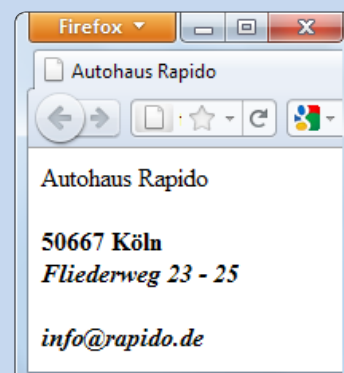 Firefox
Autohaus Rapido
Autohaus Rapido
50667 Köln
Fliederweg 23 - 25
info@rapido.de